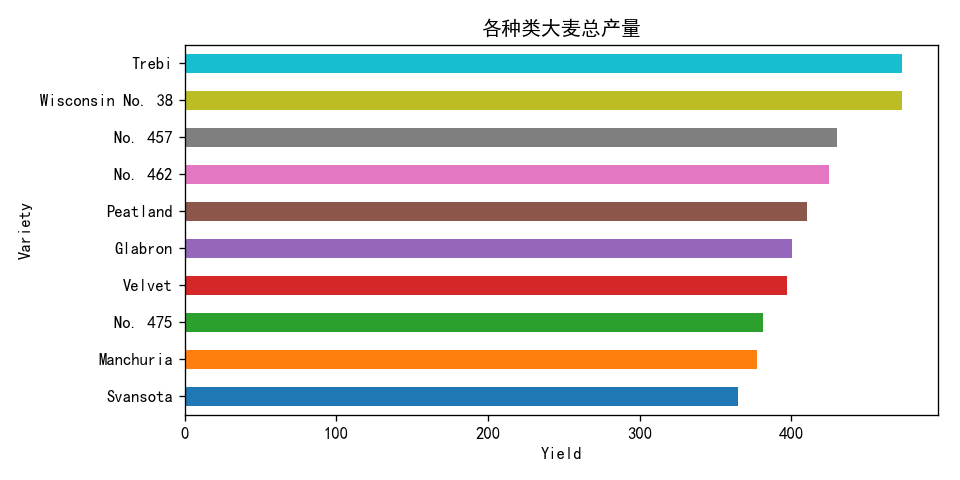 各种类大麦总产量
Variety
Trebi
Wisconsin No. 38
No. 457
No. 462
Peatland
Glabron
Velvet
No. 475
Manchuria
Svansota
0 100 200 300 400
Yield